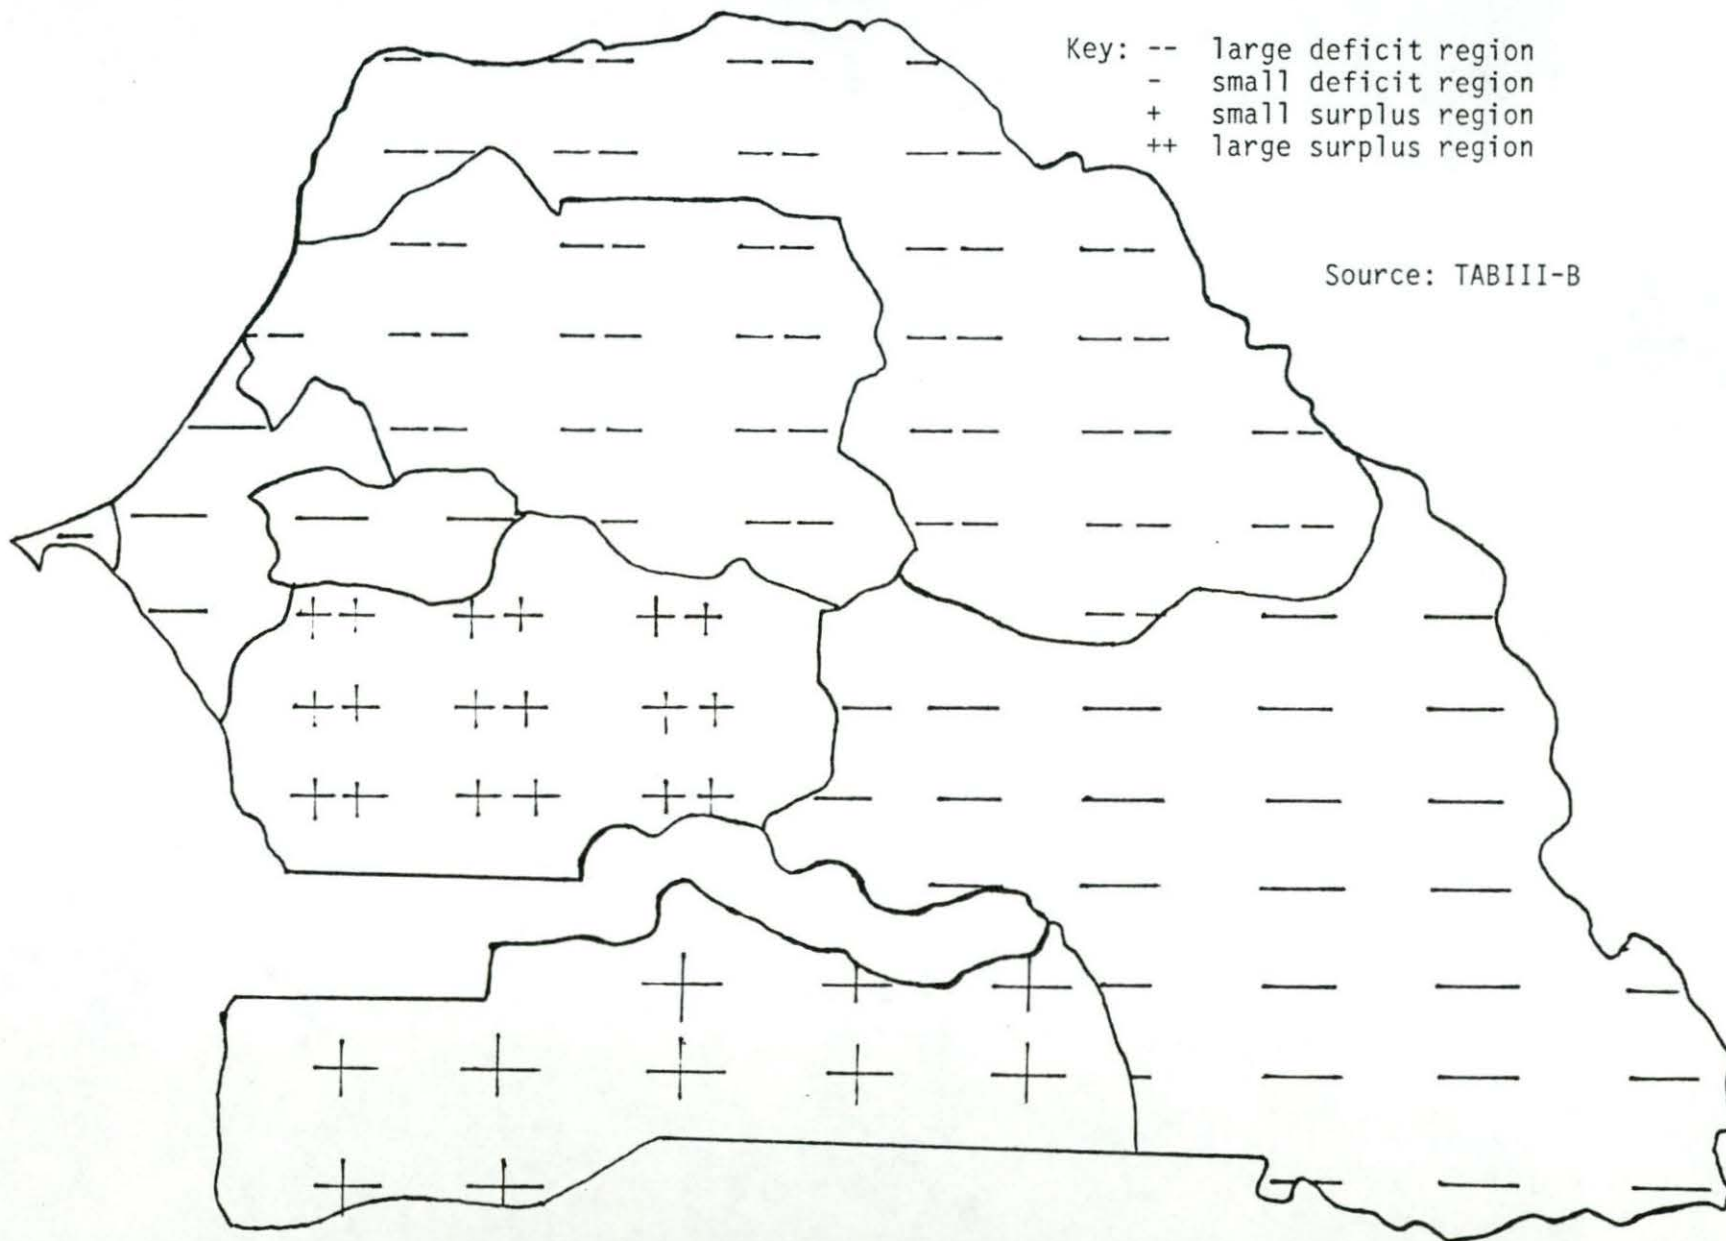 Key: -- large deficit region
- small deficit region
+ small surplus region
++ large surplus region
Source: TABIII-B